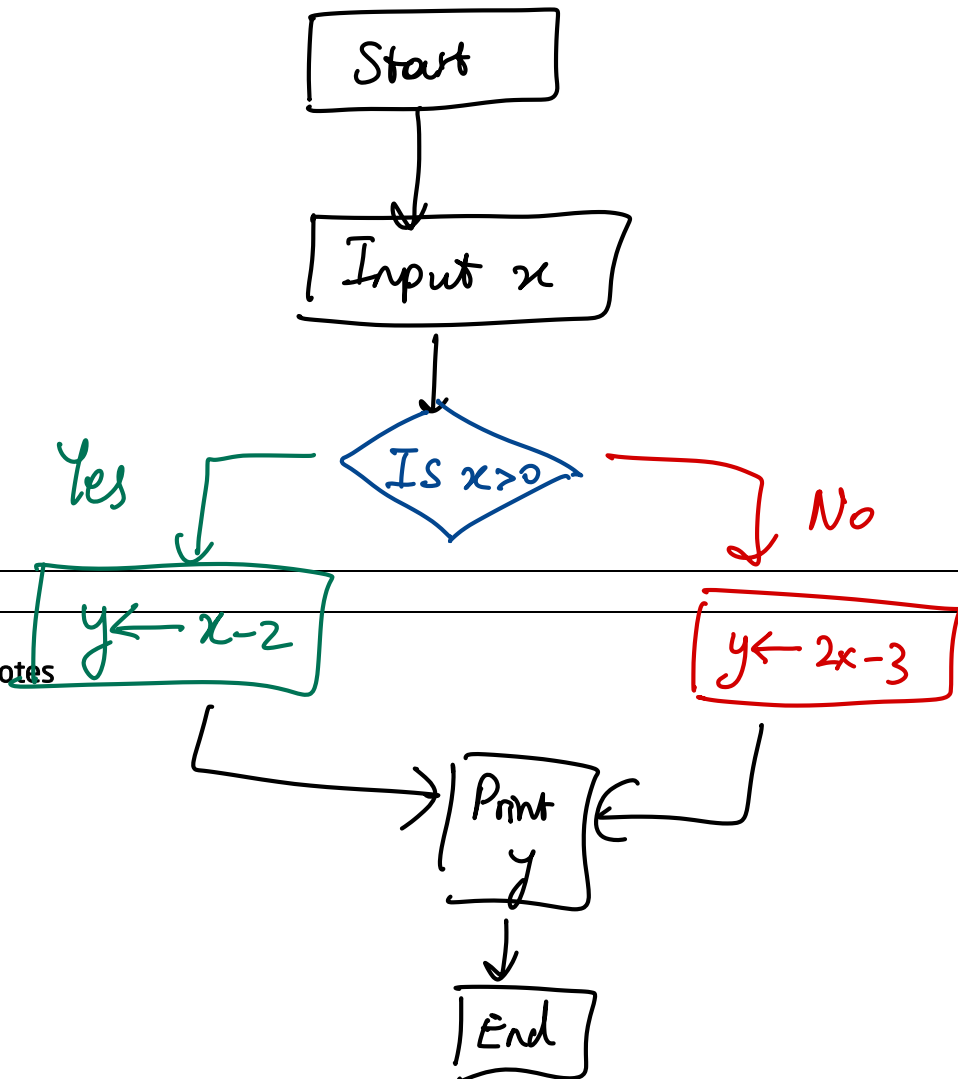 Start
Input x
Is x>0
Yes
No
y← x-2
y← 2x-3
otes
Print
y
End